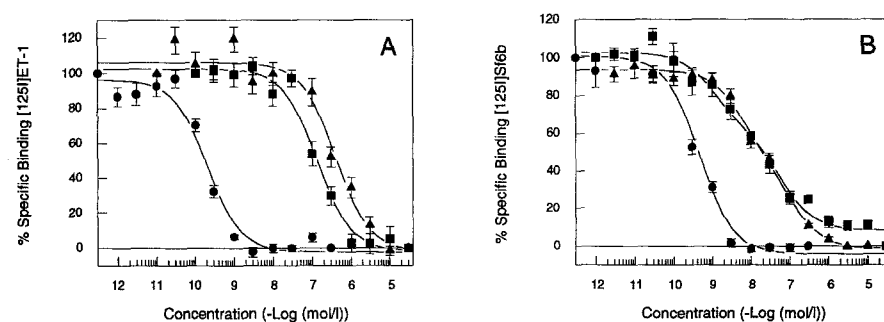 A
% Specific Binding [125I]ET-1
120
100
80
60
40
20
0
12 11 10 9 8 7 6 5
Concentration (-Log (mol/l))
B
% Specific Binding [125I]Sf6b
120
100
80
60
40
20
0
12 11 10 9 8 7 6 5
Concentration (-Log (mol/l))